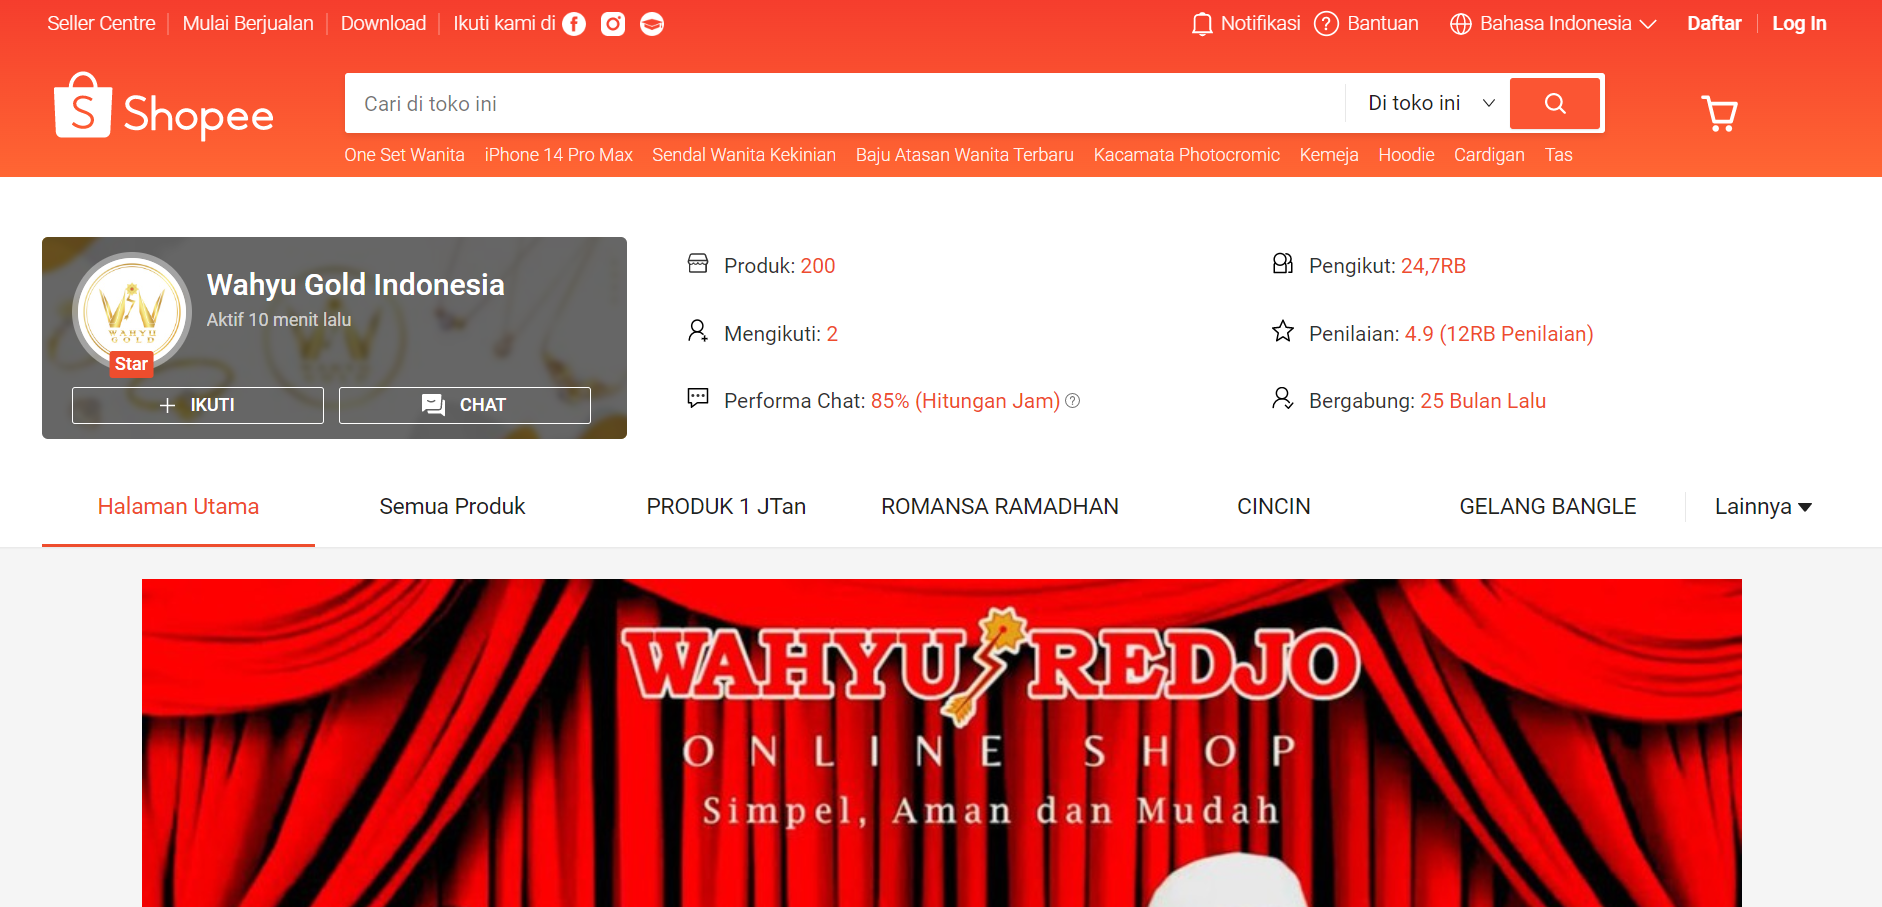 Seller Centre Mulai Berjualan Download Ikuti kami di Notifikasi Bantuan Bahasa Indonesia Daftar Log In
Shopee
Cari di toko ini Di toko ini
One Set Wanita iPhone 14 Pro Max Sendal Wanita Kekinian Baju Atasan Wanita Terbaru Kacamata Photocromic Kemeja Hoodie Cardigan Tas
WAHYU
GOLD
Star
Wahyu Gold Indonesia
Aktif 10 menit lalu
+ IKUTI CHAT
Produk: 200
Pengikut: 24,7RB
Mengikuti: 2
Penilaian: 4.9 (12RB Penilaian)
Performa Chat: 85% (Hitungan Jam)
Bergabung: 25 Bulan Lalu
Halaman Utama Semua Produk PRODUK 1 JTan ROMANSA RAMADHAN CINCIN GELANG BANGLE Lainnya
WAHYU REDJO
ONLINE SHOP
Simpel, Aman dan Mudah